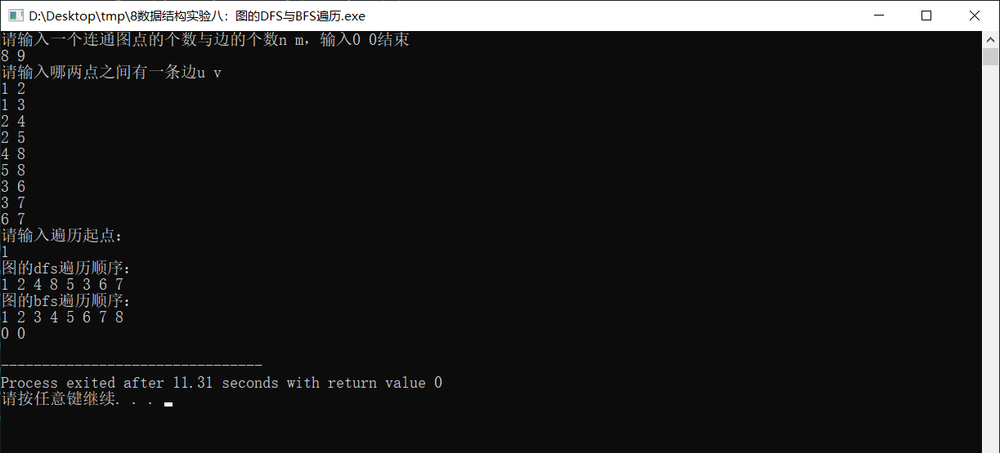 D:\Desktop\tmp\8数据结构实验八：图的DFS与BFS遍历.exe
请输入一个连通图点的个数与边的个数n m，输入0 0结束
8 9
请输入哪两点之间有一条边u v
1 2
1 3
2 4
2 5
4 8
5 8
3 6
3 7
6 7
请输入遍历起点：
1
图的dfs遍历顺序：
1 2 4 8 5 3 6 7
图的bfs遍历顺序：
1 2 3 4 5 6 7 8
0 0
--------------------------------
Process exited after 11.31 seconds with return value 0
请按任意键继续. . .